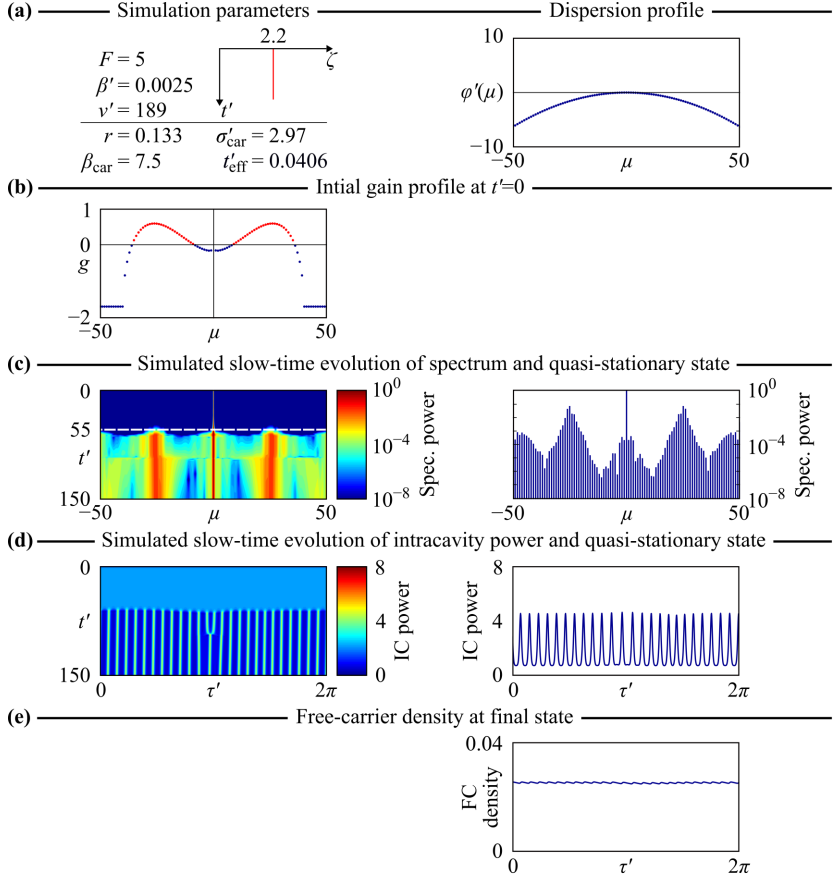 (a) Simulation parameters Dispersion profile
2.2
ζ
t′
F = 5
β′ = 0.0025
ν′ = 189
r = 0.133 σ′car = 2.97
βcar = 7.5 t′eff = 0.0406
10
φ′(μ)
−10
−50 μ 50
(b) Intial gain profile at t′=0
1
0
g
−2
−50 μ 50
(c) Simulated slow-time evolution of spectrum and quasi-stationary state
0
55
t′
150
−50 μ 50
10⁰
10⁻⁴
10⁻⁸
Spec. power
10⁰
10⁻⁴
10⁻⁸
Spec. power
−50 μ 50
(d) Simulated slow-time evolution of intracavity power and quasi-stationary state
0
t′
150
0 τ′ 2π
8
4
0
IC power
8
4
0
IC power
0 τ′ 2π
(e) Free-carrier density at final state
0.04
FC
density
0
0 τ′ 2π